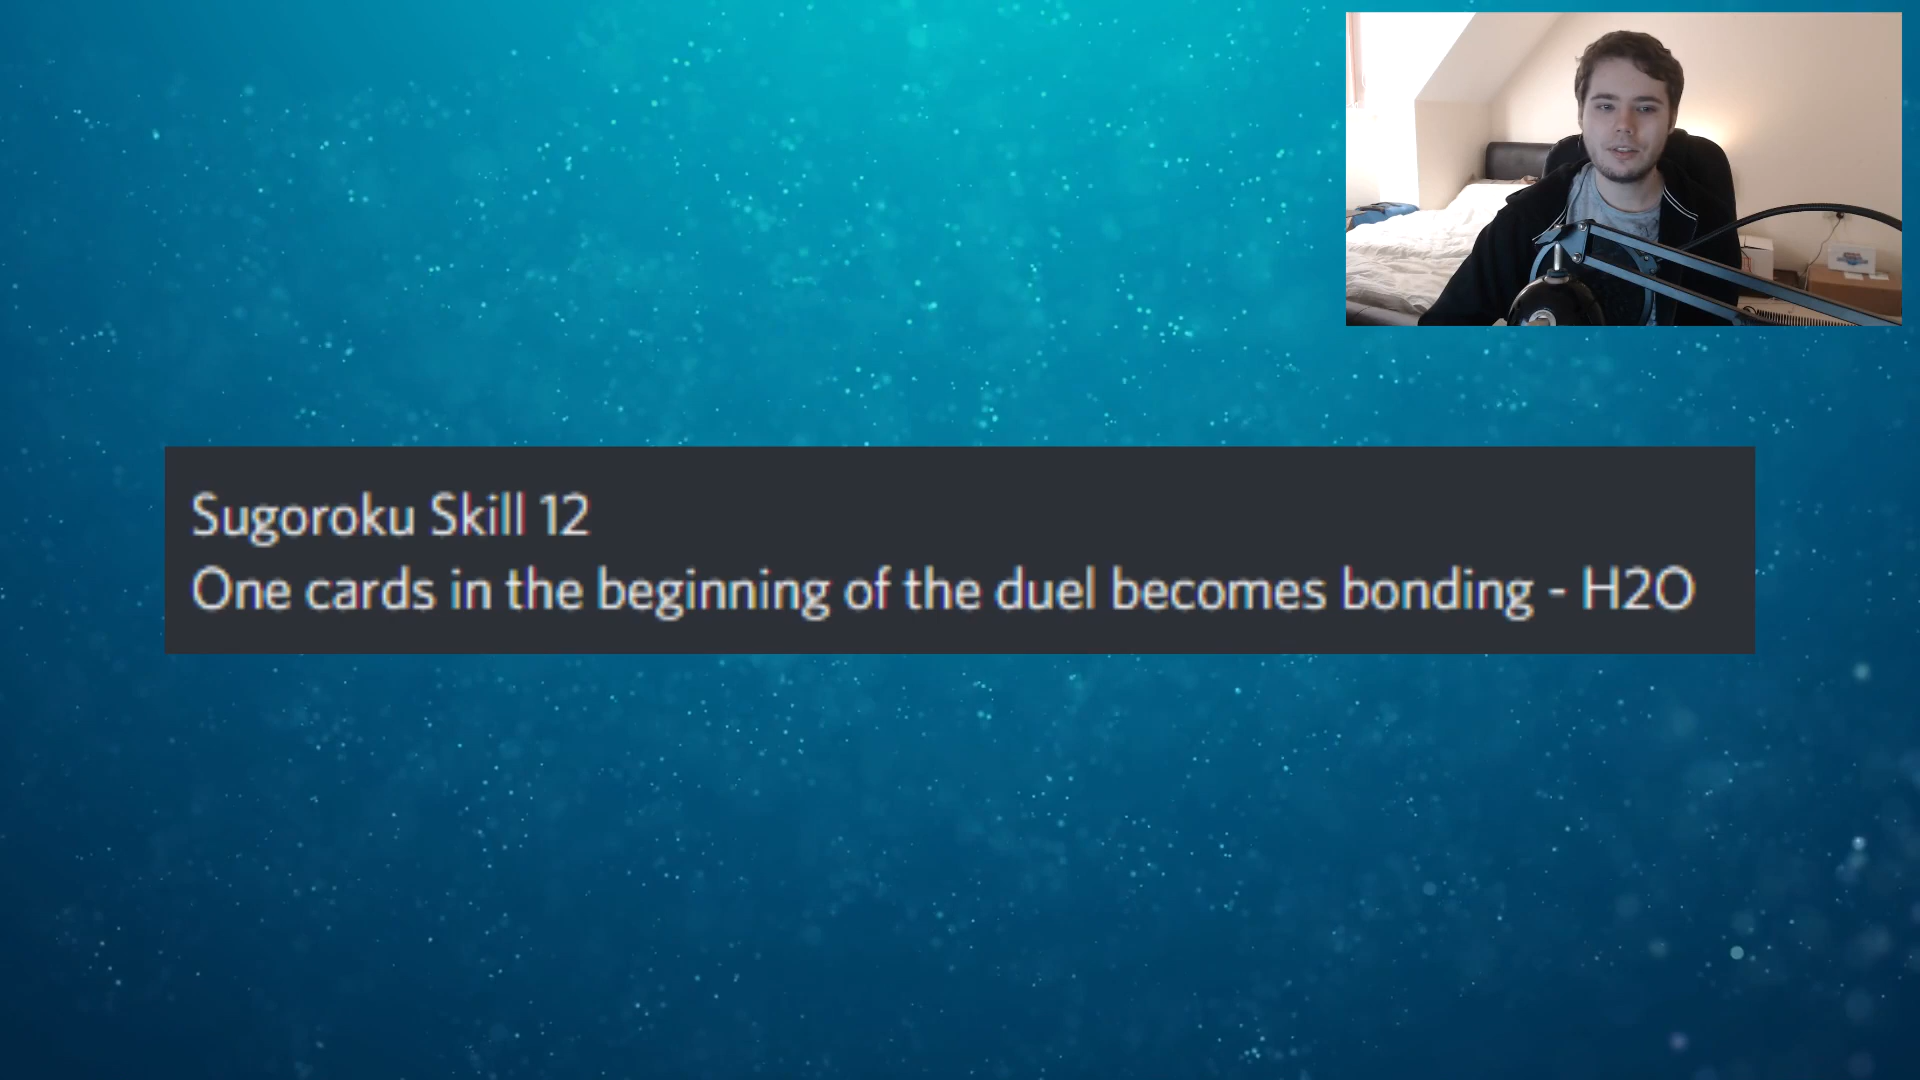 Sugoroku Skill 12
One cards in the beginning of the duel becomes bonding - H2O